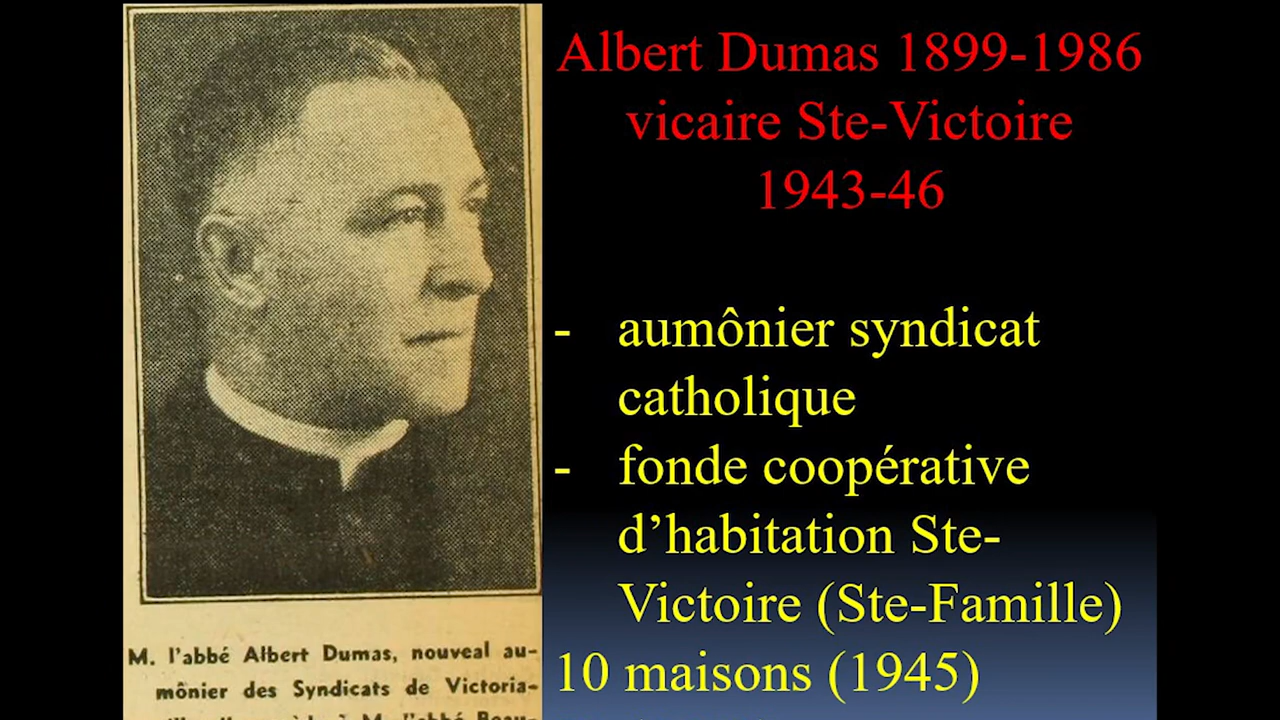 Albert Dumas 1899-1986
vicaire Ste-Victoire
1943-46
- aumônier syndicat
catholique
- fonde coopérative
d’habitation Ste-
Victoire (Ste-Famille)
10 maisons (1945)
M. l'abbé Albert Dumas, nouveal au-
mônier des Syndicats de Victoria-